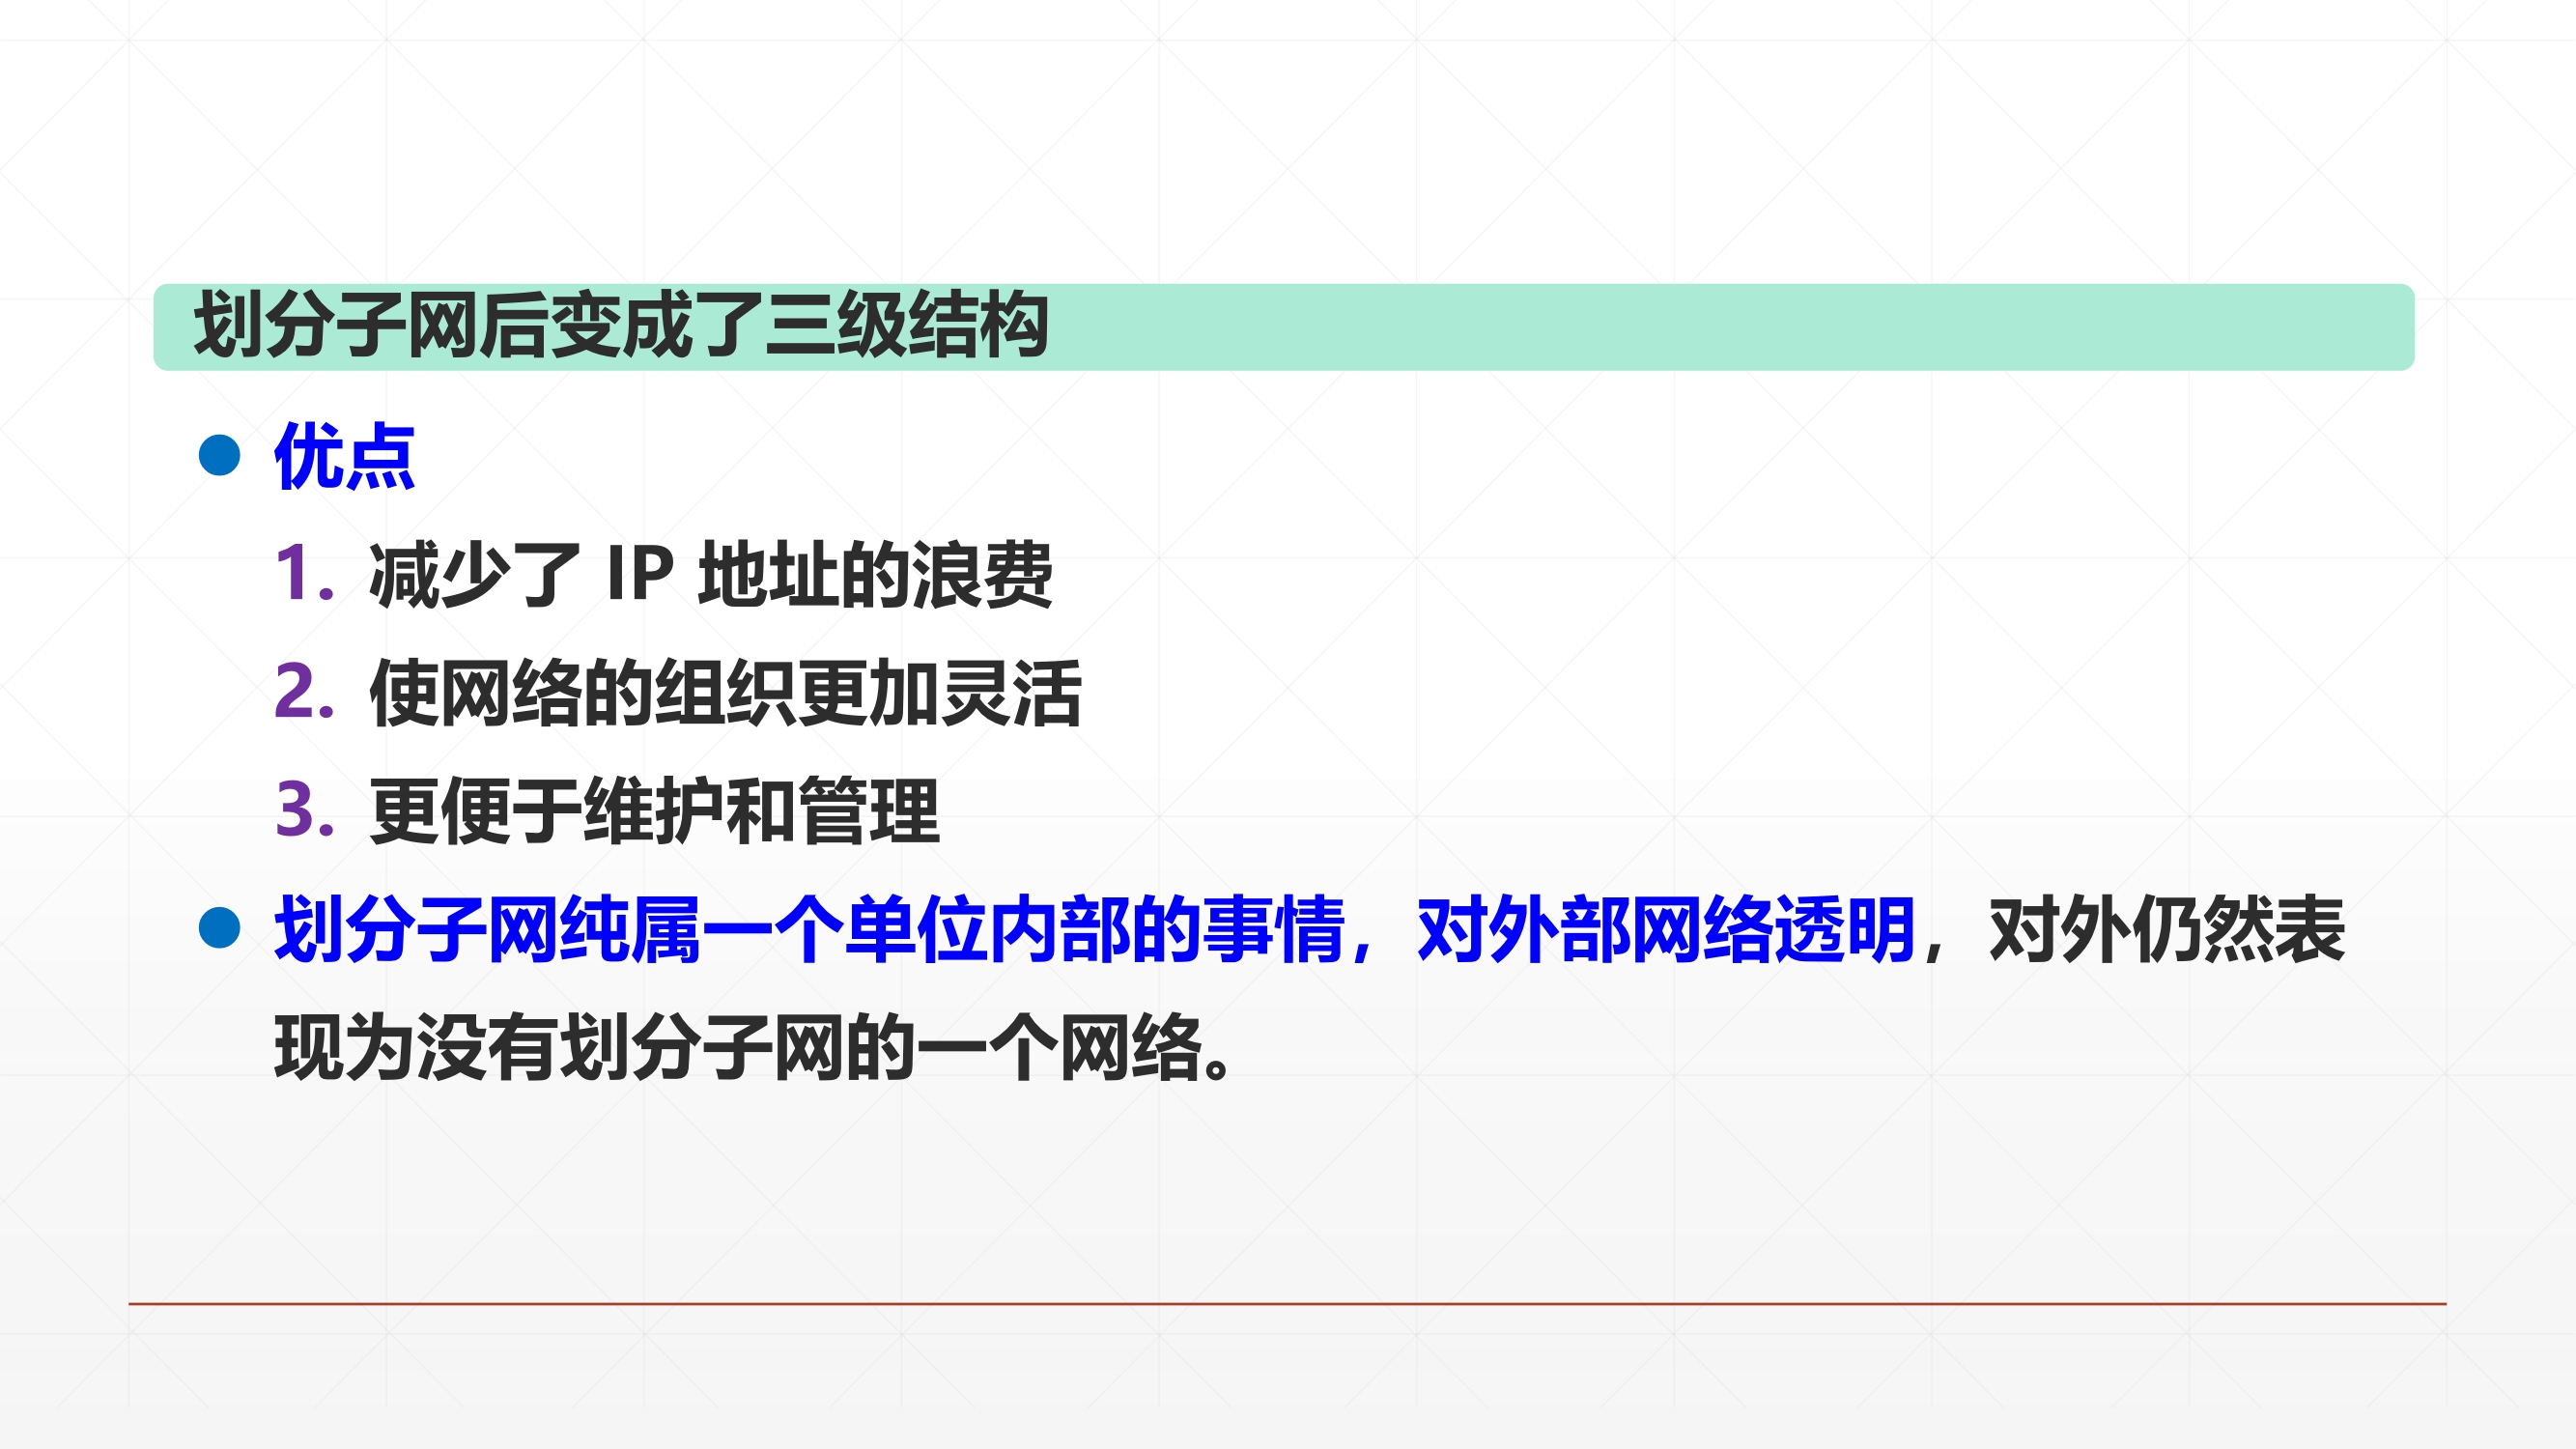 划分子网后变成了三级结构
优点
1. 减少了 IP 地址的浪费
2. 使网络的组织更加灵活
3. 更便于维护和管理
划分子网纯属一个单位内部的事情，对外部网络透明，对外仍然表
现为没有划分子网的一个网络。